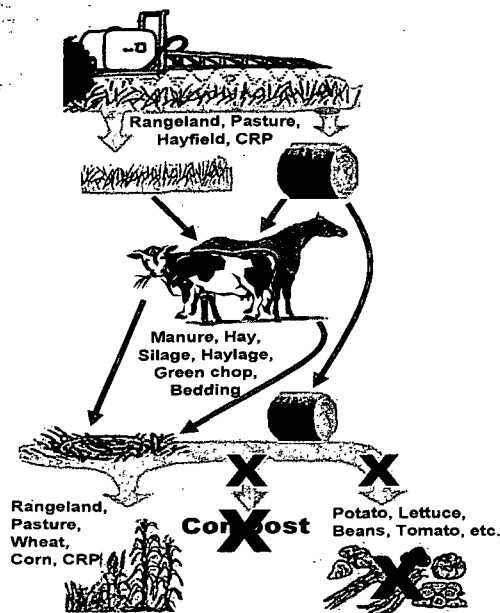 Rangeland, Pasture,
Hayfield, CRP
Manure, Hay,
Silage, Haylage,
Green chop,
Bedding
X X
Rangeland,
Pasture,
Wheat,
Corn, CRP
Compost
X
Potato, Lettuce,
Beans, Tomato, etc.
X